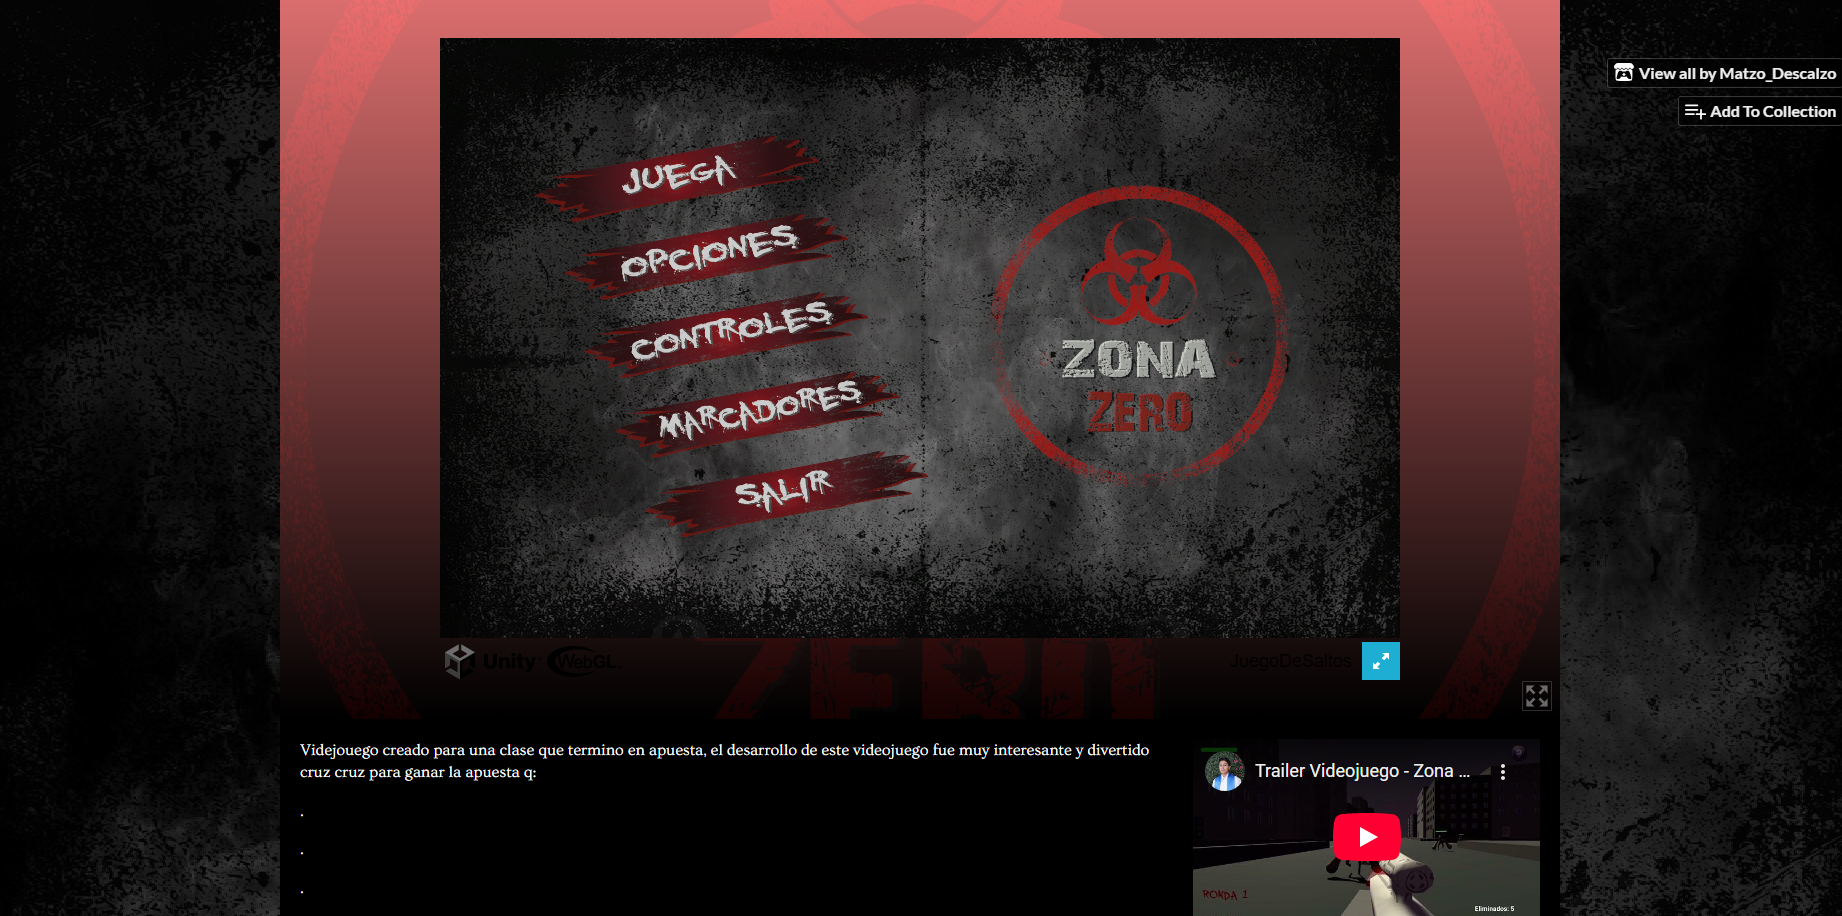 View all by Matzo_Descalzo
Add To Collection
JUEGA
OPCIONES
CONTROLES
MARCADORES
SALIR
ZONA
ZERO
Unity WebGL
JuegoDeSaltos
ZERO
Videjouego creado para una clase que termino en apuesta, el desarrollo de este videojuego fue muy interesante y divertido
cruz cruz para ganar la apuesta q:
.
.
.
Trailer Videojuego - Zona ...
RONDA 1
Eliminados: 5